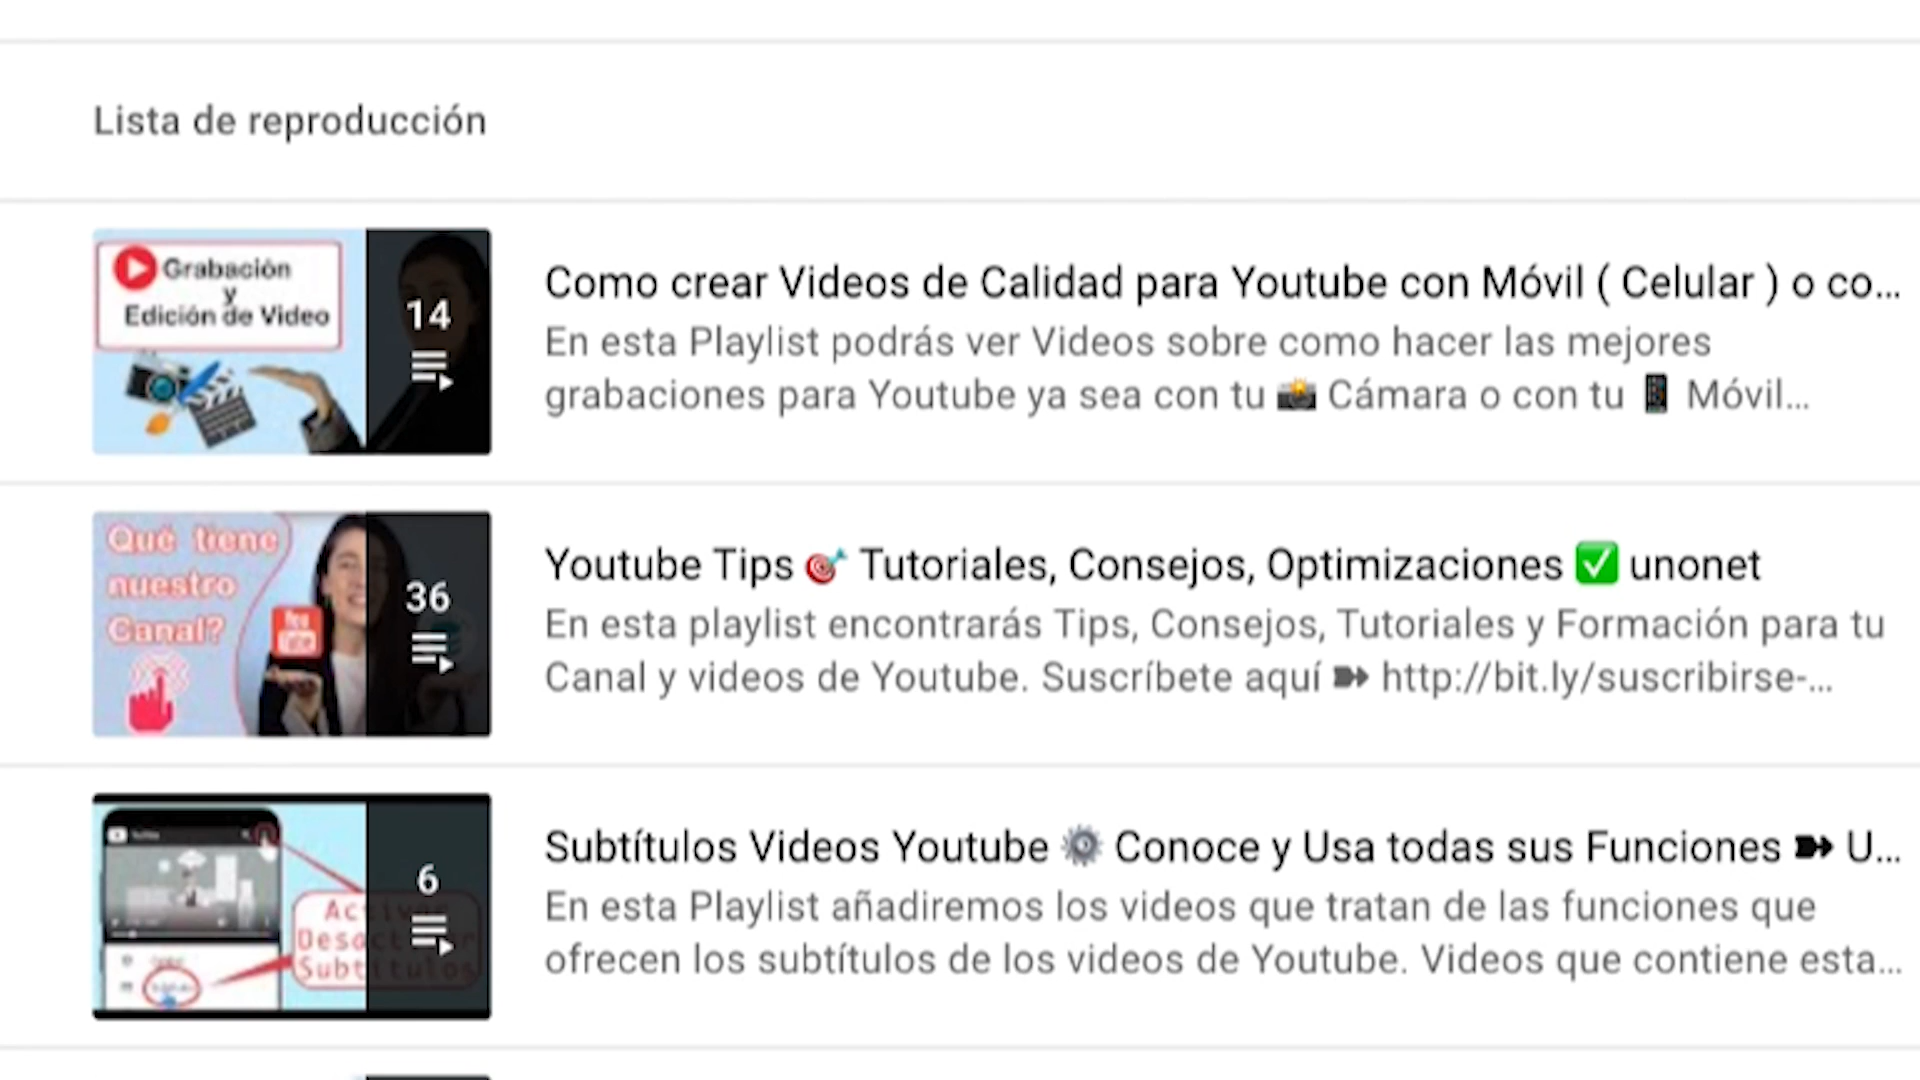 Lista de reproducción
Grabación
y
Edición de Video
14
Como crear Videos de Calidad para Youtube con Móvil ( Celular ) o co...
En esta Playlist podrás ver Videos sobre como hacer las mejores
grabaciones para Youtube ya sea con tu 📸 Cámara o con tu 📱 Móvil...
Qué tiene
nuestro
Canal?
You
Tube
36
Youtube Tips 🎯 Tutoriales, Consejos, Optimizaciones ✅ unonet
En esta playlist encontrarás Tips, Consejos, Tutoriales y Formación para tu
Canal y videos de Youtube. Suscríbete aquí ➽ http://bit.ly/suscribirse-...
Activar
Desactivar
Subtitulos
6
Subtítulos Videos Youtube ⚙️ Conoce y Usa todas sus Funciones ➽ U...
En esta Playlist añadiremos los videos que tratan de las funciones que
ofrecen los subtítulos de los videos de Youtube. Videos que contiene esta...